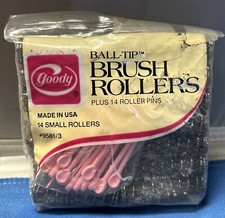 Goody
BALL-TIP™
BRUSH
ROLLERS
PLUS 14 ROLLER PINS
MADE IN USA
14 SMALL ROLLERS
#9581/3